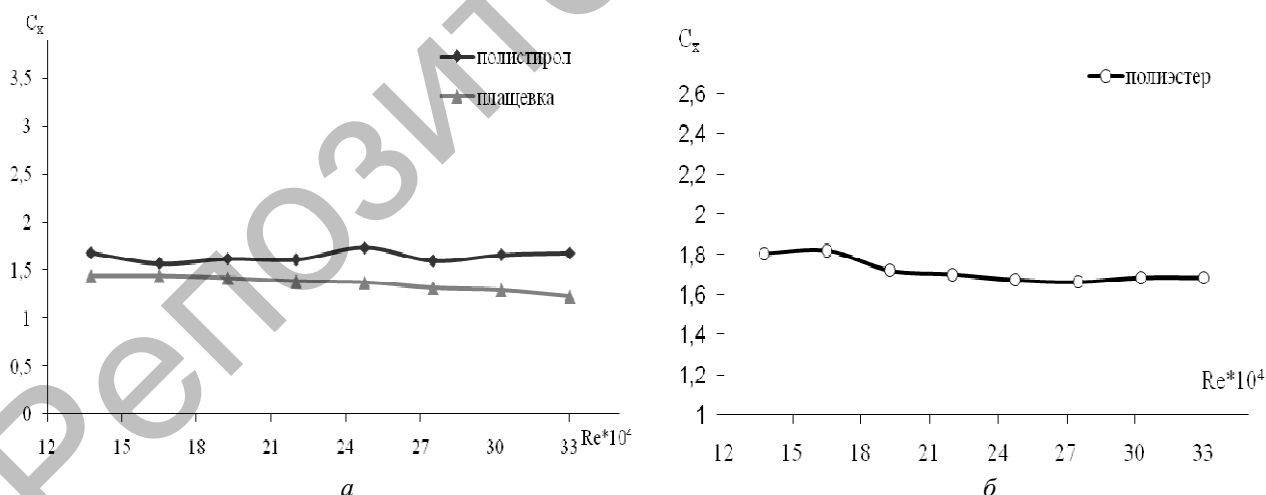 Cx
полистирол
плащевка
3,5
3
2,5
2
1,5
1
0,5
0
12 15 18 21 24 27 30 33 Re*10⁴
а
Cx
полиэстер
2,6
2,4
2,2
2
1,8
1,6
1,4
1,2
1
Re*10⁴
12 15 18 21 24 27 30 33
б
Репозито